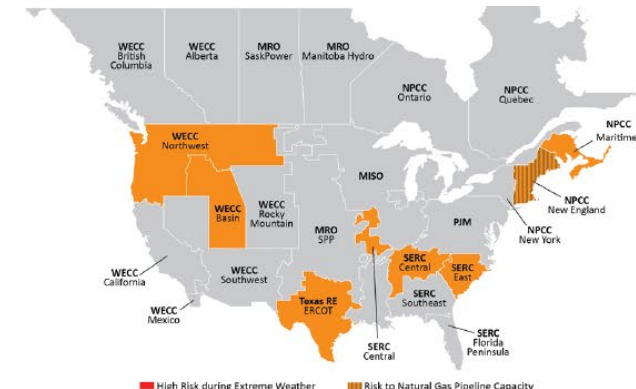 WECC
British
Columbia
WECC
Alberta
MRO
SaskPower
MRO
Manitoba Hydro
NPCC
Ontario
NPCC
Quebec
NPCC
Maritime
WECC
Northwest
MISO
NPCC
New England
WECC
Basin
WECC
Rocky
Mountain
MRO
SPP
PJM
NPCC
New York
WECC
California
WECC
Southwest
WECC
Mexico
Texas RE
ERCOT
SERC
Central
SERC
Central
SERC
East
SERC
Southeast
SERC
Florida
Peninsula
High Risk during Extreme Weather
Risk to Natural Gas Pipeline Capacity